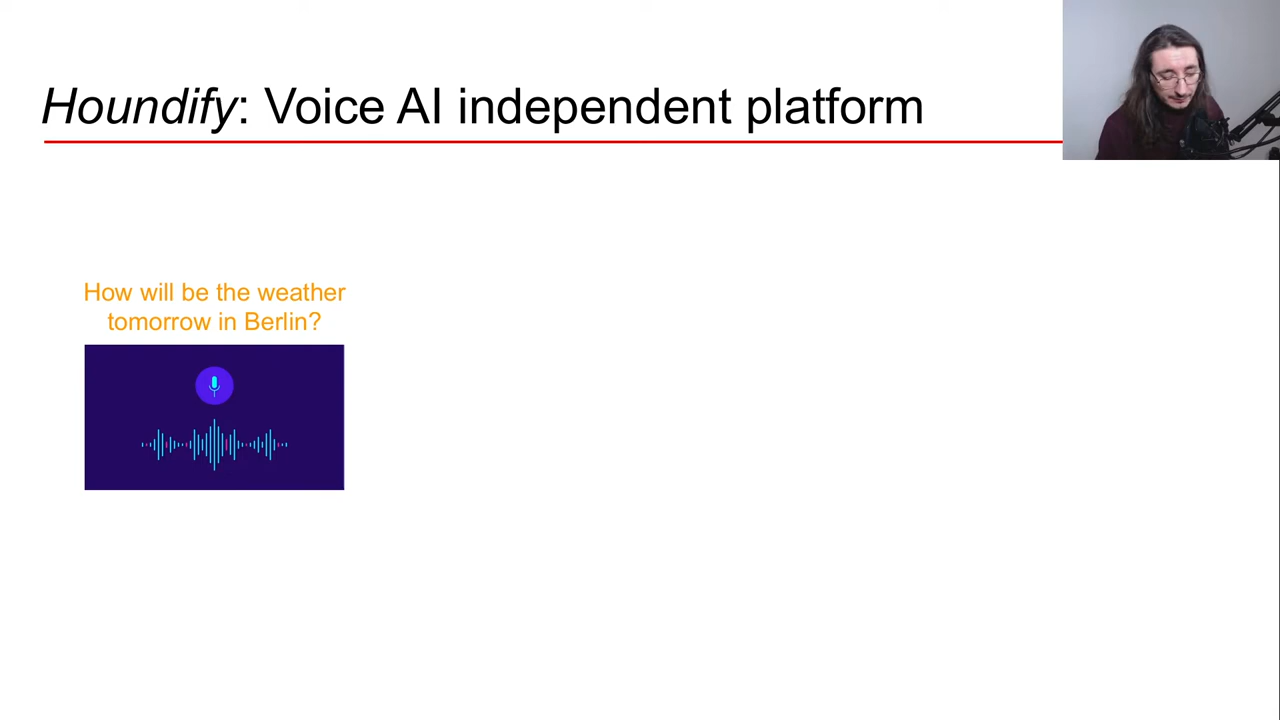 Houndify: Voice AI independent platform
How will be the weather
tomorrow in Berlin?